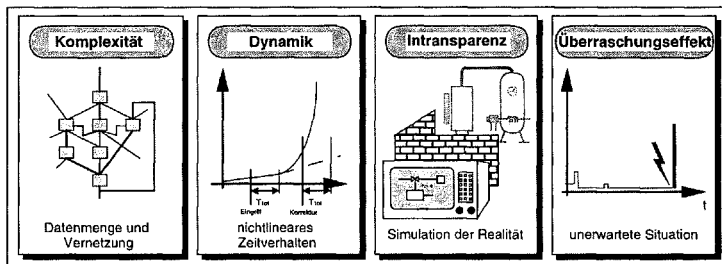 Komplexität
Datenmenge und
Vernetzung
Dynamik
Eingriff
Korrektur
nichtlineares
Zeitverhalten
Intransparenz
Simulation der Realität
Überraschungseffekt
t
unerwartete Situation